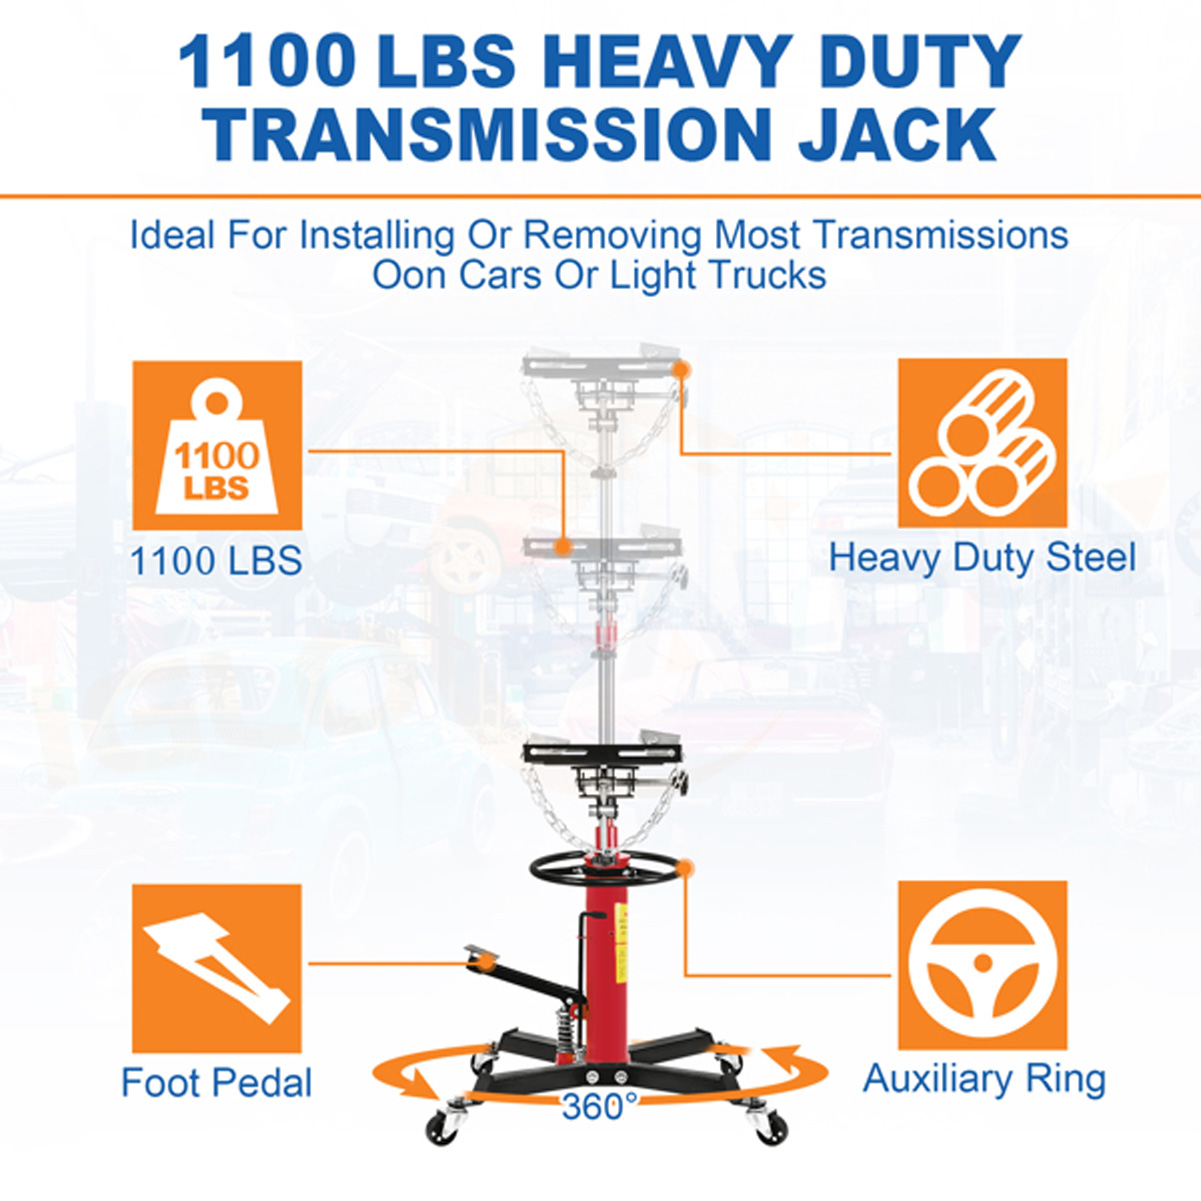 1100 LBS HEAVY DUTY
TRANSMISSION JACK
Ideal For Installing Or Removing Most Transmissions
Oon Cars Or Light Trucks
1100
LBS
1100 LBS
Heavy Duty Steel
Foot Pedal
Auxiliary Ring
360°